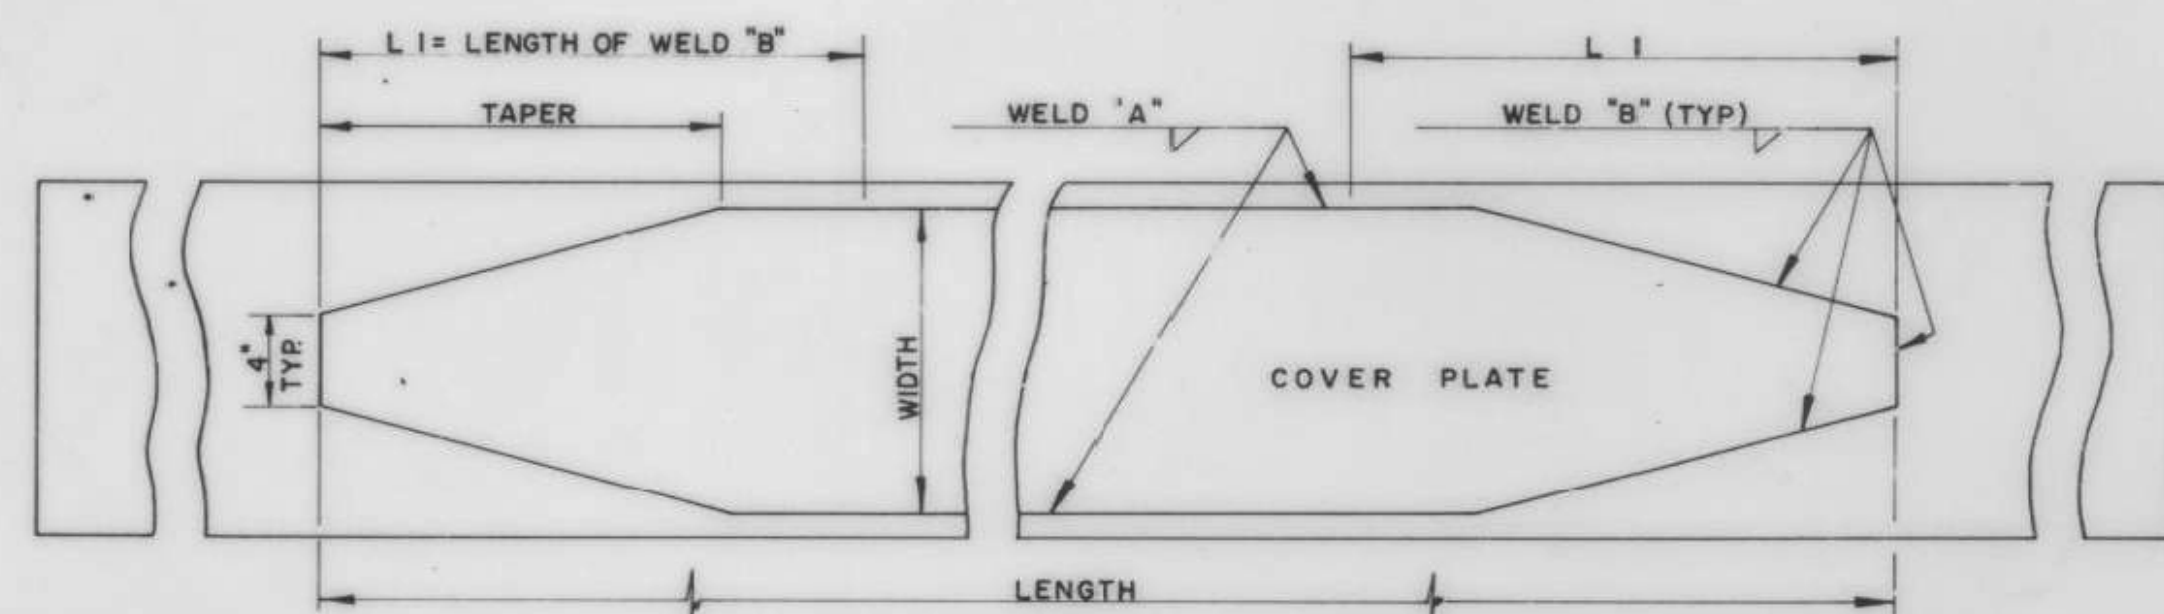 L 1= LENGTH OF WELD "B"
L 1
TAPER
WELD 'A"
WELD "B" (TYP)
4"
TYP.
WIDTH
COVER PLATE
LENGTH